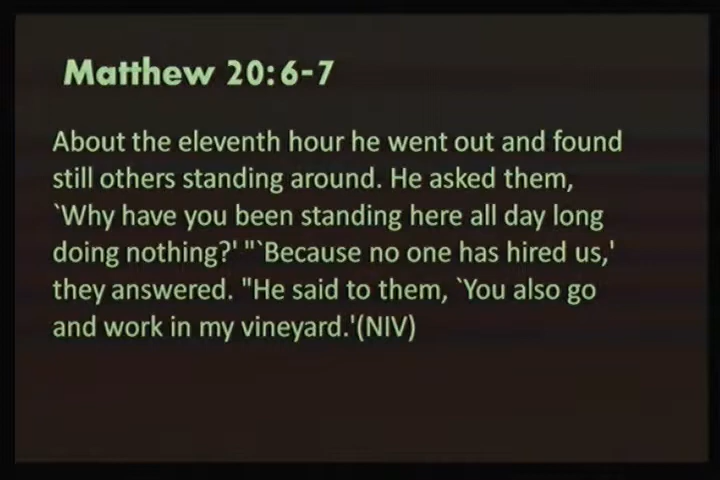 Matthew 20:6-7
About the eleventh hour he went out and found
still others standing around. He asked them,
`Why have you been standing here all day long
doing nothing?' "`Because no one has hired us,'
they answered. "He said to them, `You also go
and work in my vineyard.'(NIV)